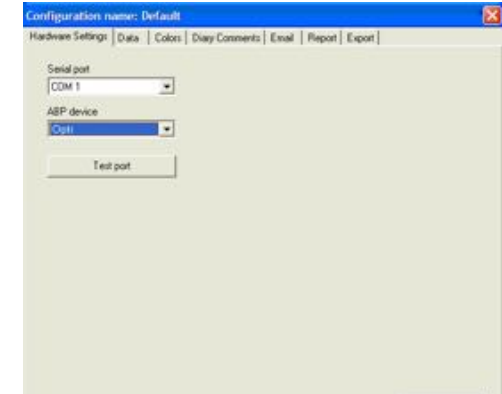 Configuration name: Default
Hardware Settings Data Colors Diary Comments Email Report Export
Serial port
COM 1
ABP device
Opti
Test port